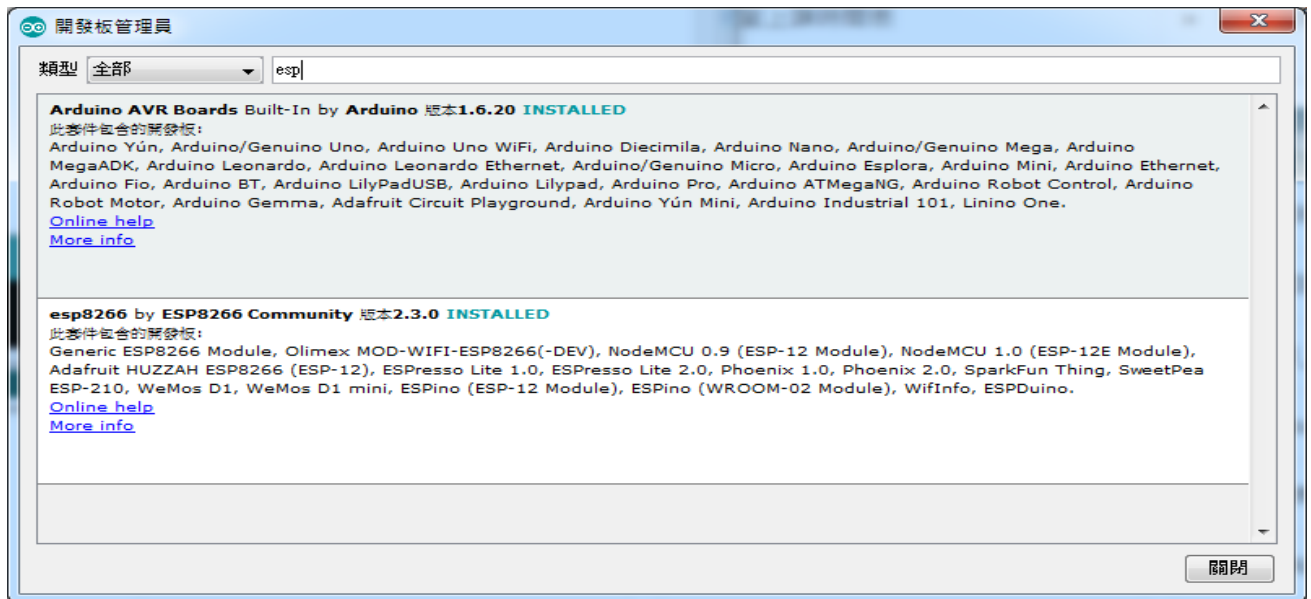 開發板管理員
類型 全部 esp
Arduino AVR Boards Built-In by Arduino 版本1.6.20 INSTALLED
此套件包含的開發板:
Arduino Yún, Arduino/Genuino Uno, Arduino Uno WiFi, Arduino Diecimila, Arduino Nano, Arduino/Genuino Mega, Arduino
MegaADK, Arduino Leonardo, Arduino Leonardo Ethernet, Arduino/Genuino Micro, Arduino Esplora, Arduino Mini, Arduino Ethernet,
Arduino Fio, Arduino BT, Arduino LilyPadUSB, Arduino Lilypad, Arduino Pro, Arduino ATMegaNG, Arduino Robot Control, Arduino
Robot Motor, Arduino Gemma, Adafruit Circuit Playground, Arduino Yún Mini, Arduino Industrial 101, Linino One.
Online help
More info
esp8266 by ESP8266 Community 版本2.3.0 INSTALLED
此套件包含的開發板:
Generic ESP8266 Module, Olimex MOD-WIFI-ESP8266(-DEV), NodeMCU 0.9 (ESP-12 Module), NodeMCU 1.0 (ESP-12E Module),
Adafruit HUZZAH ESP8266 (ESP-12), ESPresso Lite 1.0, ESPresso Lite 2.0, Phoenix 1.0, Phoenix 2.0, SparkFun Thing, SweetPea
ESP-210, WeMos D1, WeMos D1 mini, ESPino (ESP-12 Module), ESPino (WROOM-02 Module), WifInfo, ESPDuino.
Online help
More info
關閉